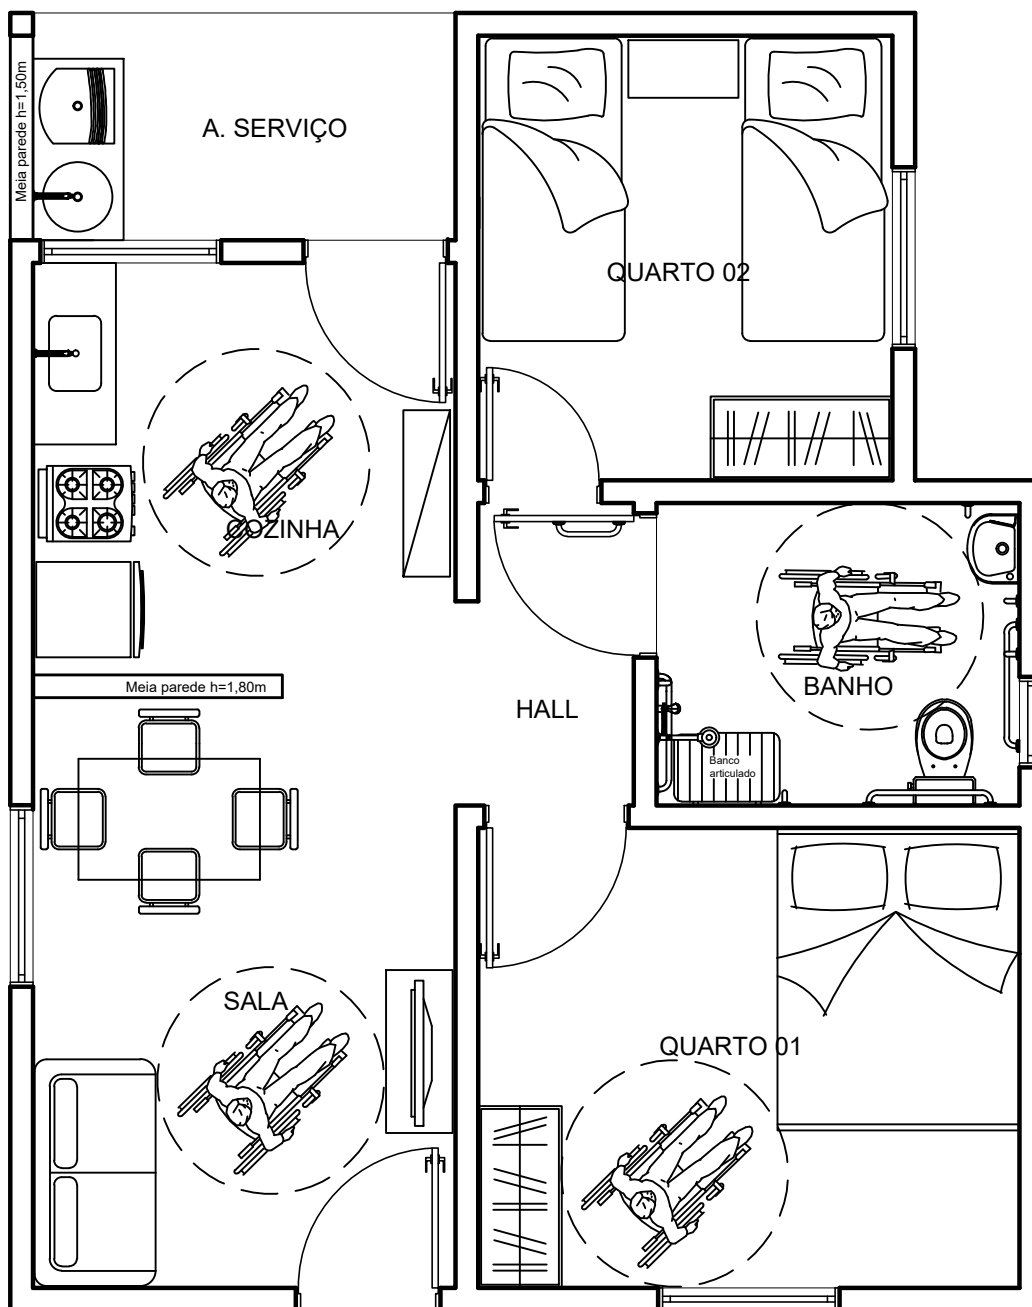 Meia parede h=1,50m
A. SERVIÇO
QUARTO 02
COZINHA
Meia parede h=1,80m
HALL
BANHO
Banco
articulado
SALA
QUARTO 01